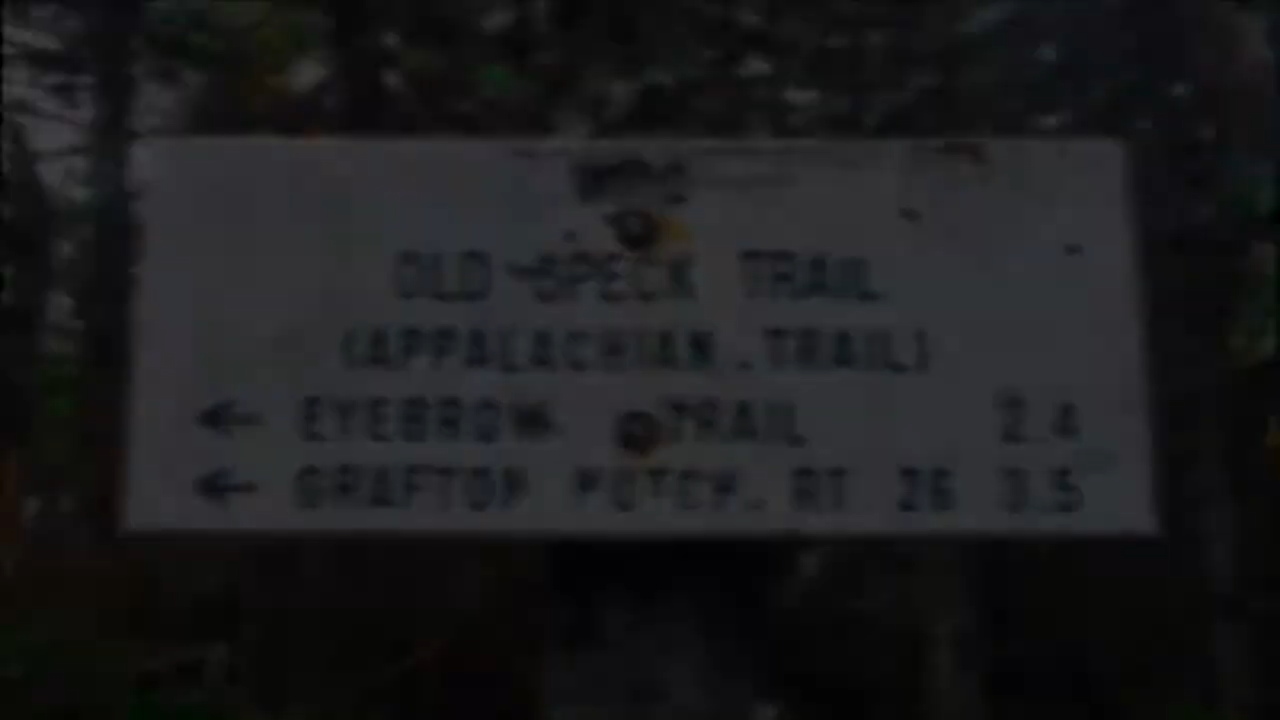 OLD SPECK TRAIL
(APPALACHIAN TRAIL)
← EYEBROW TRAIL 2.4
← GRAFTON NOTCH. RT 26 3.5